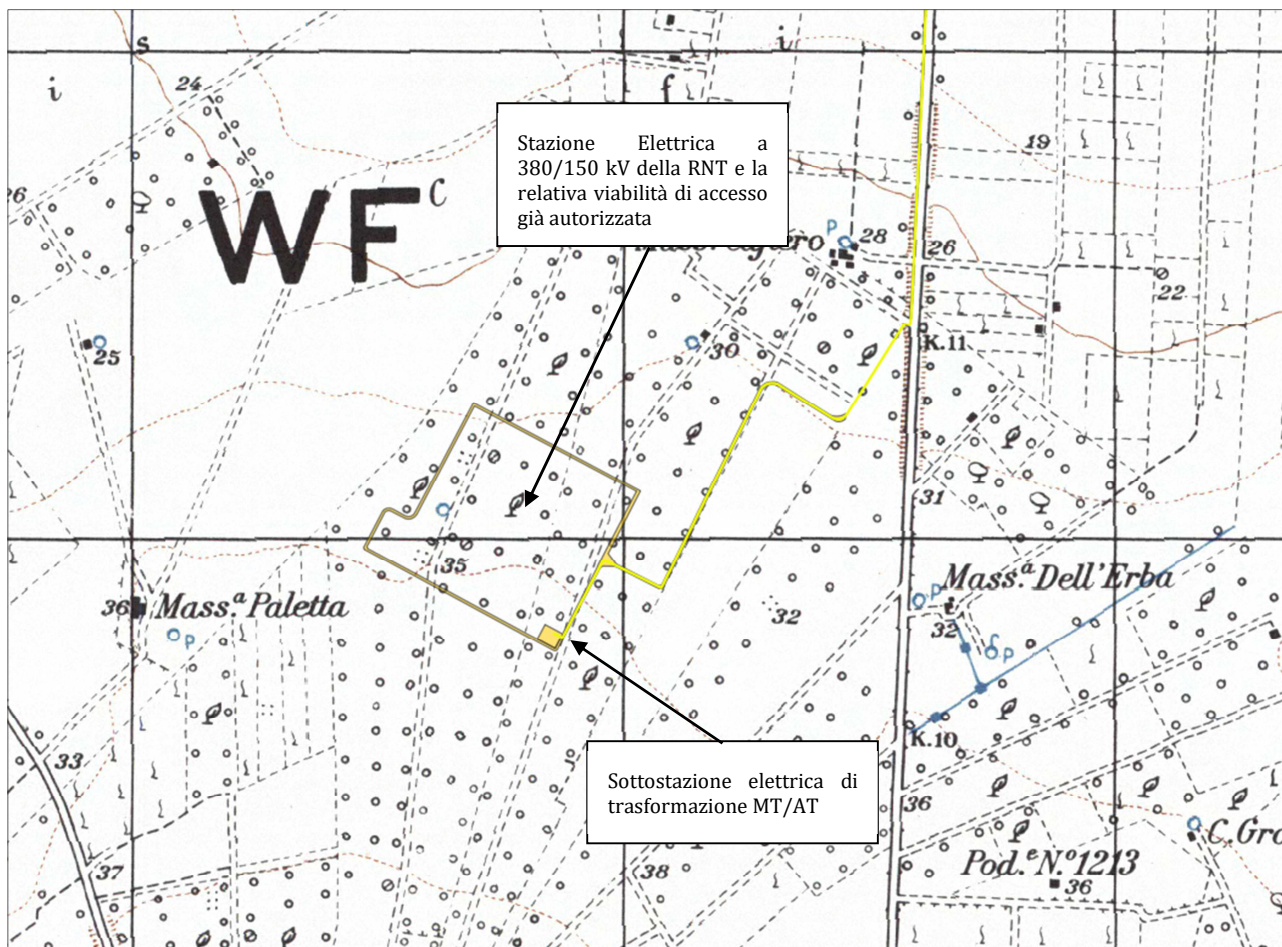 i
s
i
f
24
19
26
WF
C
Stazione Elettrica a
380/150 kV della RNT e la
relativa viabilità di accesso
già autorizzata
P
28
26
22
25
30
K.11
31
35
36 Mass.a Paletta
P
32
Mass.a Dell'Erba
P
32
P
K.10
33
Sottostazione elettrica di
trasformazione MT/AT
36
C. Gro
37
38
Pod.e N.o 1213
36